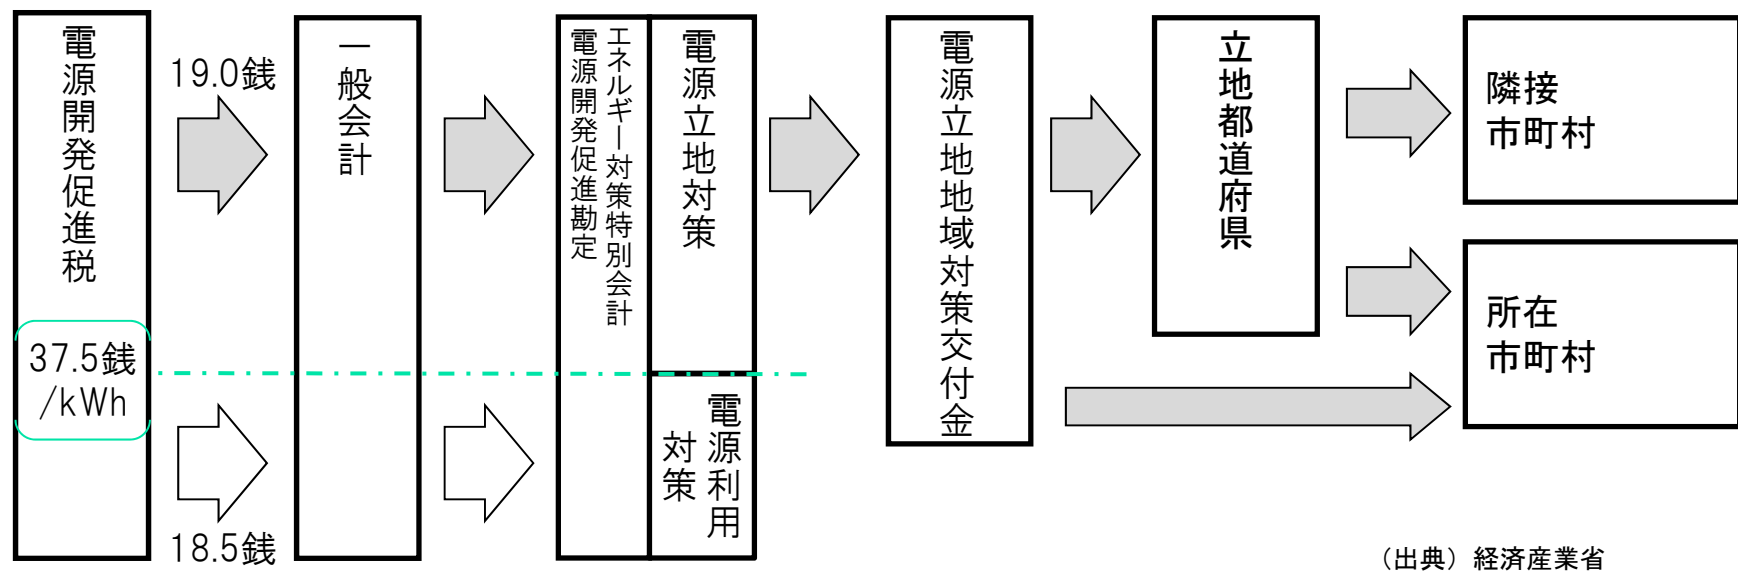 電源開発促進税
37.5銭
/kWh
19.0銭
18.5銭
一般会計
エネルギー対策特別会計
電源開発促進勘定
電源立地対策
電源利用
対策
電源立地地域対策交付金
立地都道府県
隣接
市町村
所在
市町村
（出典）経済産業省